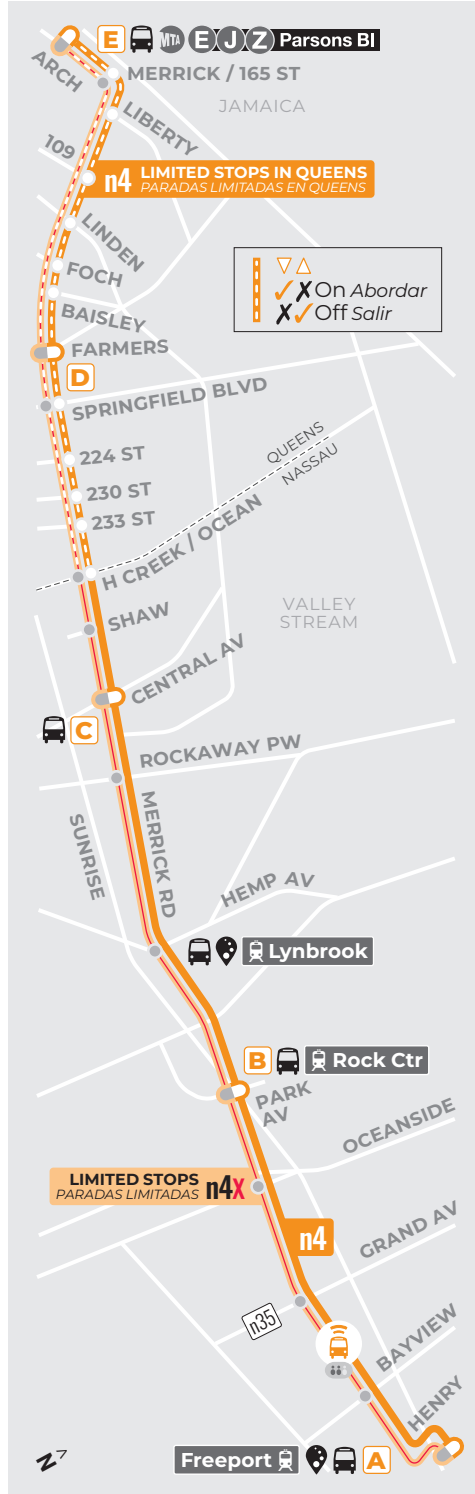 E MTA E J Z Parsons Bl
ARCH
MERRICK / 165 ST
JAMAICA
LIBERTY
109
n4 LIMITED STOPS IN QUEENS
PARADAS LIMITADAS EN QUEENS
LINDEN
FOCH
BAISLEY
✓✗On Abordar
✗✓Off Salir
FARMERS
D
SPRINGFIELD BLVD
224 ST
QUEENS
NASSAU
230 ST
233 ST
H CREEK / OCEAN
SHAW
VALLEY
STREAM
CENTRAL AV
C
ROCKAWAY PW
MERRICK RD
SUNRISE
HEMP AV
Lynbrook
B Rock Ctr
PARK
AV
OCEANSIDE
LIMITED STOPS
PARADAS LIMITADAS n4X
n4
GRAND AV
n35
BAYVIEW
HENRY
Freeport A
N